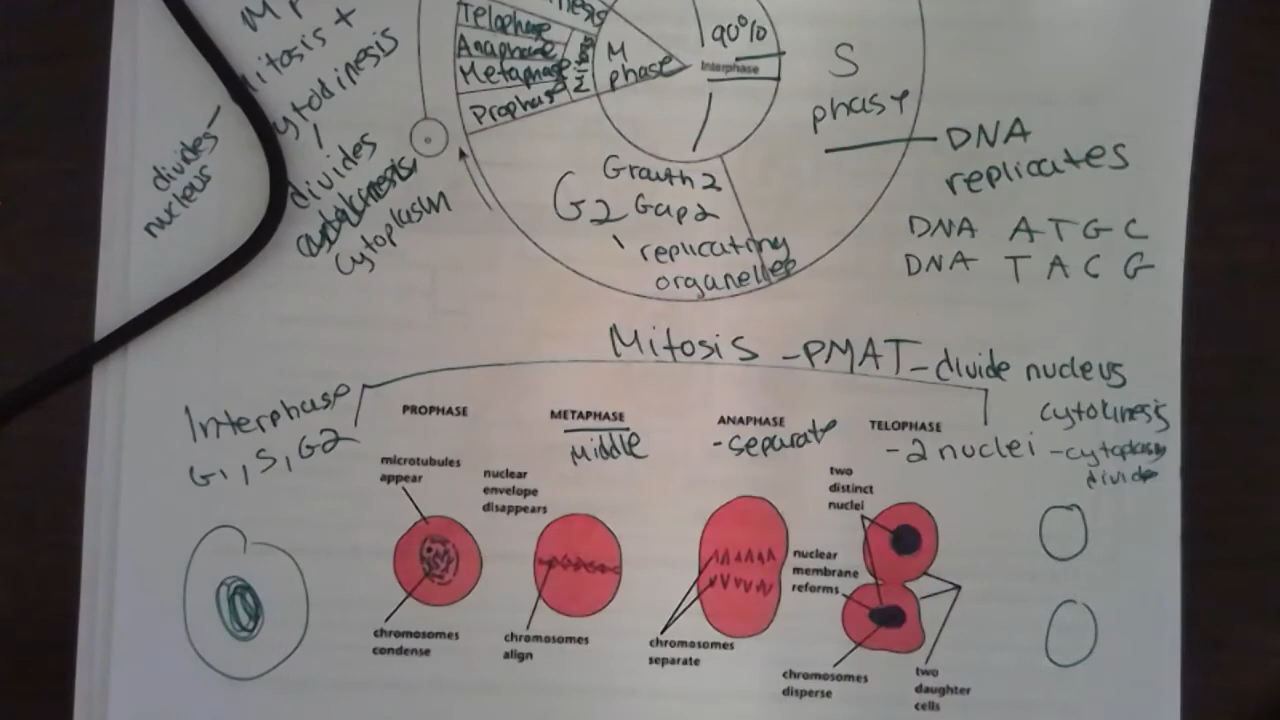 itosis +
ytokinesis
divides
cytoplasm
divides
nucleus
Telophase
Anaphase
Metaphase
Prophase
Mitosis
M
phase
90%
Interphase
S
phase
DNA
replicates
DNA A T G C
DNA T A C G
Growth 2
G2 Gap 2
replicating
organelles
Mitosis - PMAT - divide nucleus
Interphase
G1, S, G2
PROPHASE
METAPHASE
Middle
ANAPHASE
- separate
TELOPHASE
- 2 nuclei
cytokinesis
- cytoplasm
divide
microtubules
appear
nuclear
envelope
disappears
two
distinct
nuclei
nuclear
membrane
reforms
chromosomes
condense
chromosomes
align
chromosomes
separate
chromosomes
disperse
two
daughter
cells